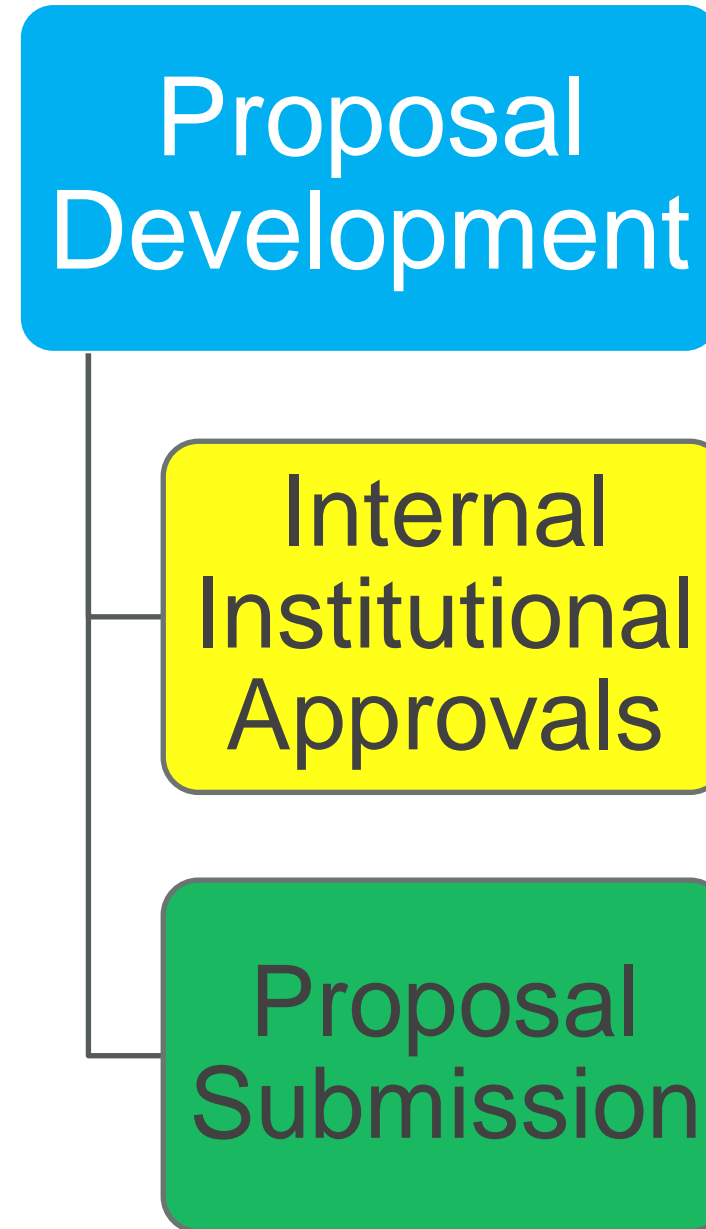 Proposal
Development
Internal
Institutional
Approvals
Proposal
Submission